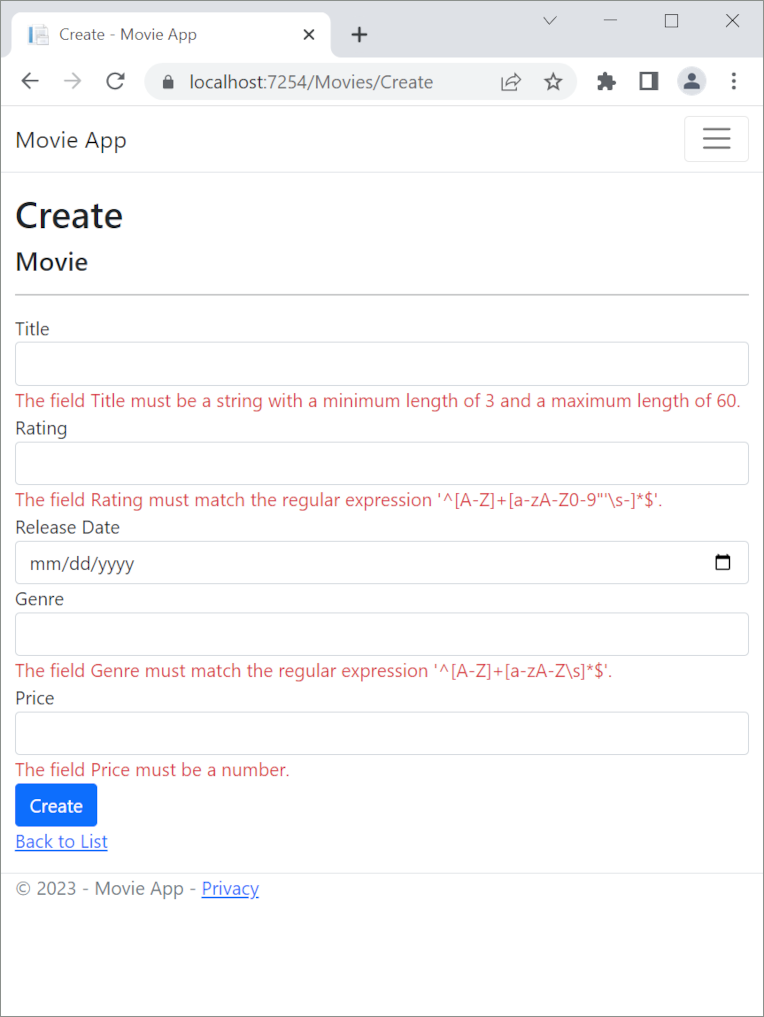 Create - Movie App
localhost:7254/Movies/Create
Movie App
Create
Movie
Title
The field Title must be a string with a minimum length of 3 and a maximum length of 60.
Rating
The field Rating must match the regular expression '^[A-Z]+[a-zA-Z0-9"'\s-]*$'.
Release Date
mm/dd/yyyy
Genre
The field Genre must match the regular expression '^[A-Z]+[a-zA-Z\s]*$'.
Price
The field Price must be a number.
Create
Back to List
© 2023 - Movie App - Privacy